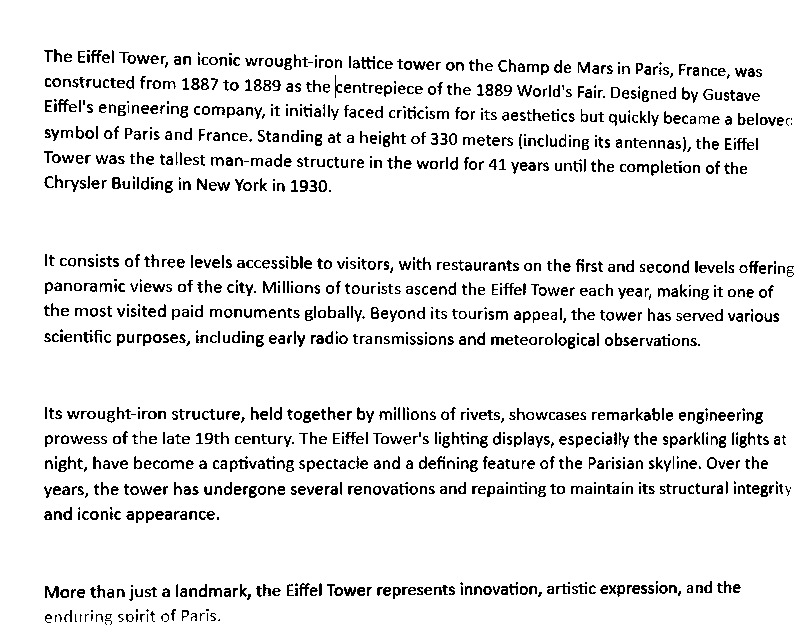 The Eiffel Tower, an iconic wrought-iron lattice tower on the Champ de Mars in Paris, France, was
constructed from 1887 to 1889 as the centrepiece of the 1889 World's Fair. Designed by Gustave
Eiffel's engineering company, it initially faced criticism for its aesthetics but quickly became a beloved
symbol of Paris and France. Standing at a height of 330 meters (including its antennas), the Eiffel
Tower was the tallest man-made structure in the world for 41 years until the completion of the
Chrysler Building in New York in 1930.
It consists of three levels accessible to visitors, with restaurants on the first and second levels offering
panoramic views of the city. Millions of tourists ascend the Eiffel Tower each year, making it one of
the most visited paid monuments globally. Beyond its tourism appeal, the tower has served various
scientific purposes, including early radio transmissions and meteorological observations.
Its wrought-iron structure, held together by millions of rivets, showcases remarkable engineering
prowess of the late 19th century. The Eiffel Tower's lighting displays, especially the sparkling lights at
night, have become a captivating spectacle and a defining feature of the Parisian skyline. Over the
years, the tower has undergone several renovations and repainting to maintain its structural integrity
and iconic appearance.
More than just a landmark, the Eiffel Tower represents innovation, artistic expression, and the
enduring spirit of Paris.